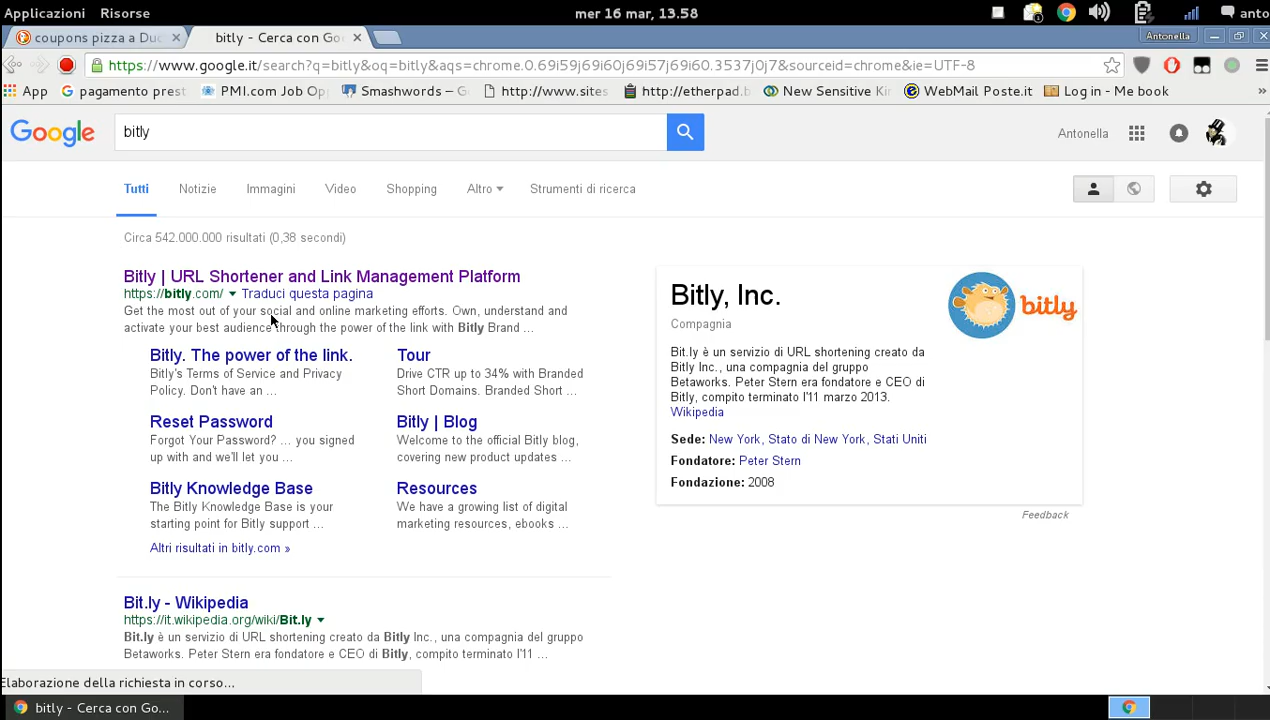 Applicazioni Risorse mer 16 mar, 13.58 anto
coupons pizza a Duc bitly - Cerca con Goo Antonella
https://www.google.it/search?q=bitly&oq=bitly&aqs=chrome.0.69i59j69i60j69i57j69i60.3537j0j7&sourceid=chrome&ie=UTF-8
App pagamento prest PMI.com Job Op Smashwords – G http://www.sites http://etherpad.b New Sensitive Ki WebMail Poste.it Log in - Me book »
Google bitly Antonella
Tutti Notizie Immagini Video Shopping Altro Strumenti di ricerca
Circa 542.000.000 risultati (0,38 secondi)
Bitly | URL Shortener and Link Management Platform
https://bitly.com/ Traduci questa pagina
Get the most out of your social and online marketing efforts. Own, understand and
activate your best audience through the power of the link with Bitly Brand ...
Bitly. The power of the link.
Bitly's Terms of Service and Privacy
Policy. Don't have an ...
Tour
Drive CTR up to 34% with Branded
Short Domains. Branded Short ...
Reset Password
Forgot Your Password? ... you signed
up with and we'll let you ...
Bitly | Blog
Welcome to the official Bitly blog,
covering new product updates ...
Bitly Knowledge Base
The Bitly Knowledge Base is your
starting point for Bitly support ...
Resources
We have a growing list of digital
marketing resources, ebooks ...
Altri risultati in bitly.com »
Bit.ly - Wikipedia
https://it.wikipedia.org/wiki/Bit.ly
Bit.ly è un servizio di URL shortening creato da Bitly Inc., una compagnia del gruppo
Betaworks. Peter Stern era fondatore e CEO di Bitly, compito terminato l'11 ...
Bitly, Inc.
Compagnia
bitly
Bit.ly è un servizio di URL shortening creato da
Bitly Inc., una compagnia del gruppo
Betaworks. Peter Stern era fondatore e CEO di
Bitly, compito terminato l'11 marzo 2013.
Wikipedia
Sede: New York, Stato di New York, Stati Uniti
Fondatore: Peter Stern
Fondazione: 2008
Feedback
Elaborazione della richiesta in corso...
bitly - Cerca con Go...